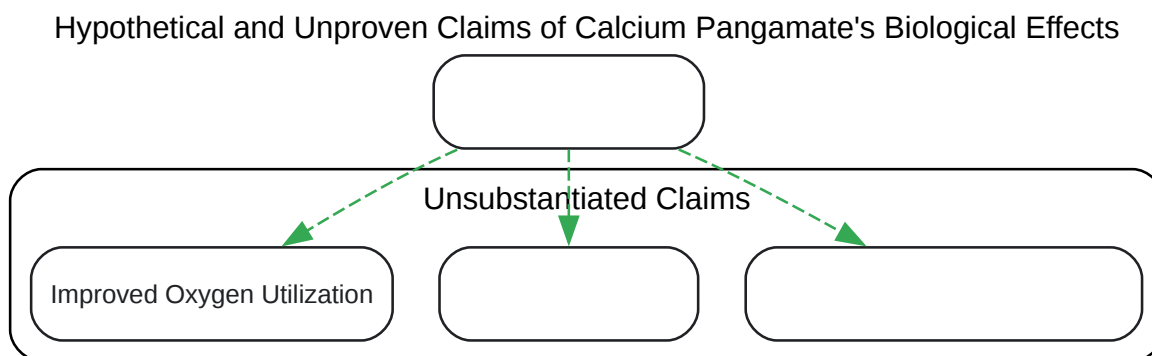 Hypothetical and Unproven Claims of Calcium Pangamate's Biological Effects
Unsubstantiated Claims
Improved Oxygen Utilization